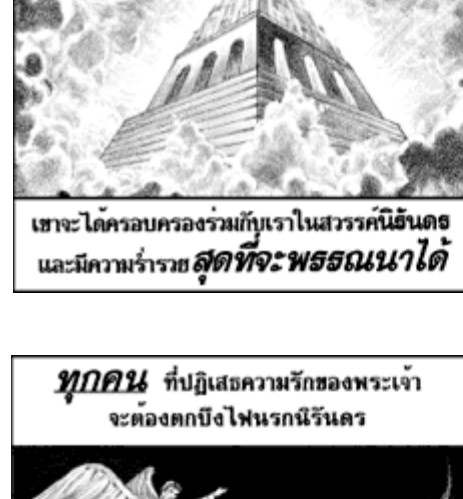 เขาจะได้ครอบครองร่วมกับเราในสวรรค์นิรันดร
และมีความร่ำรวยสุดที่จะพรรณนาได้
ทุกคน ที่ปฏิเสธความรักของพระเจ้า
จะต้องตกบึงไฟนรกนิรันดร